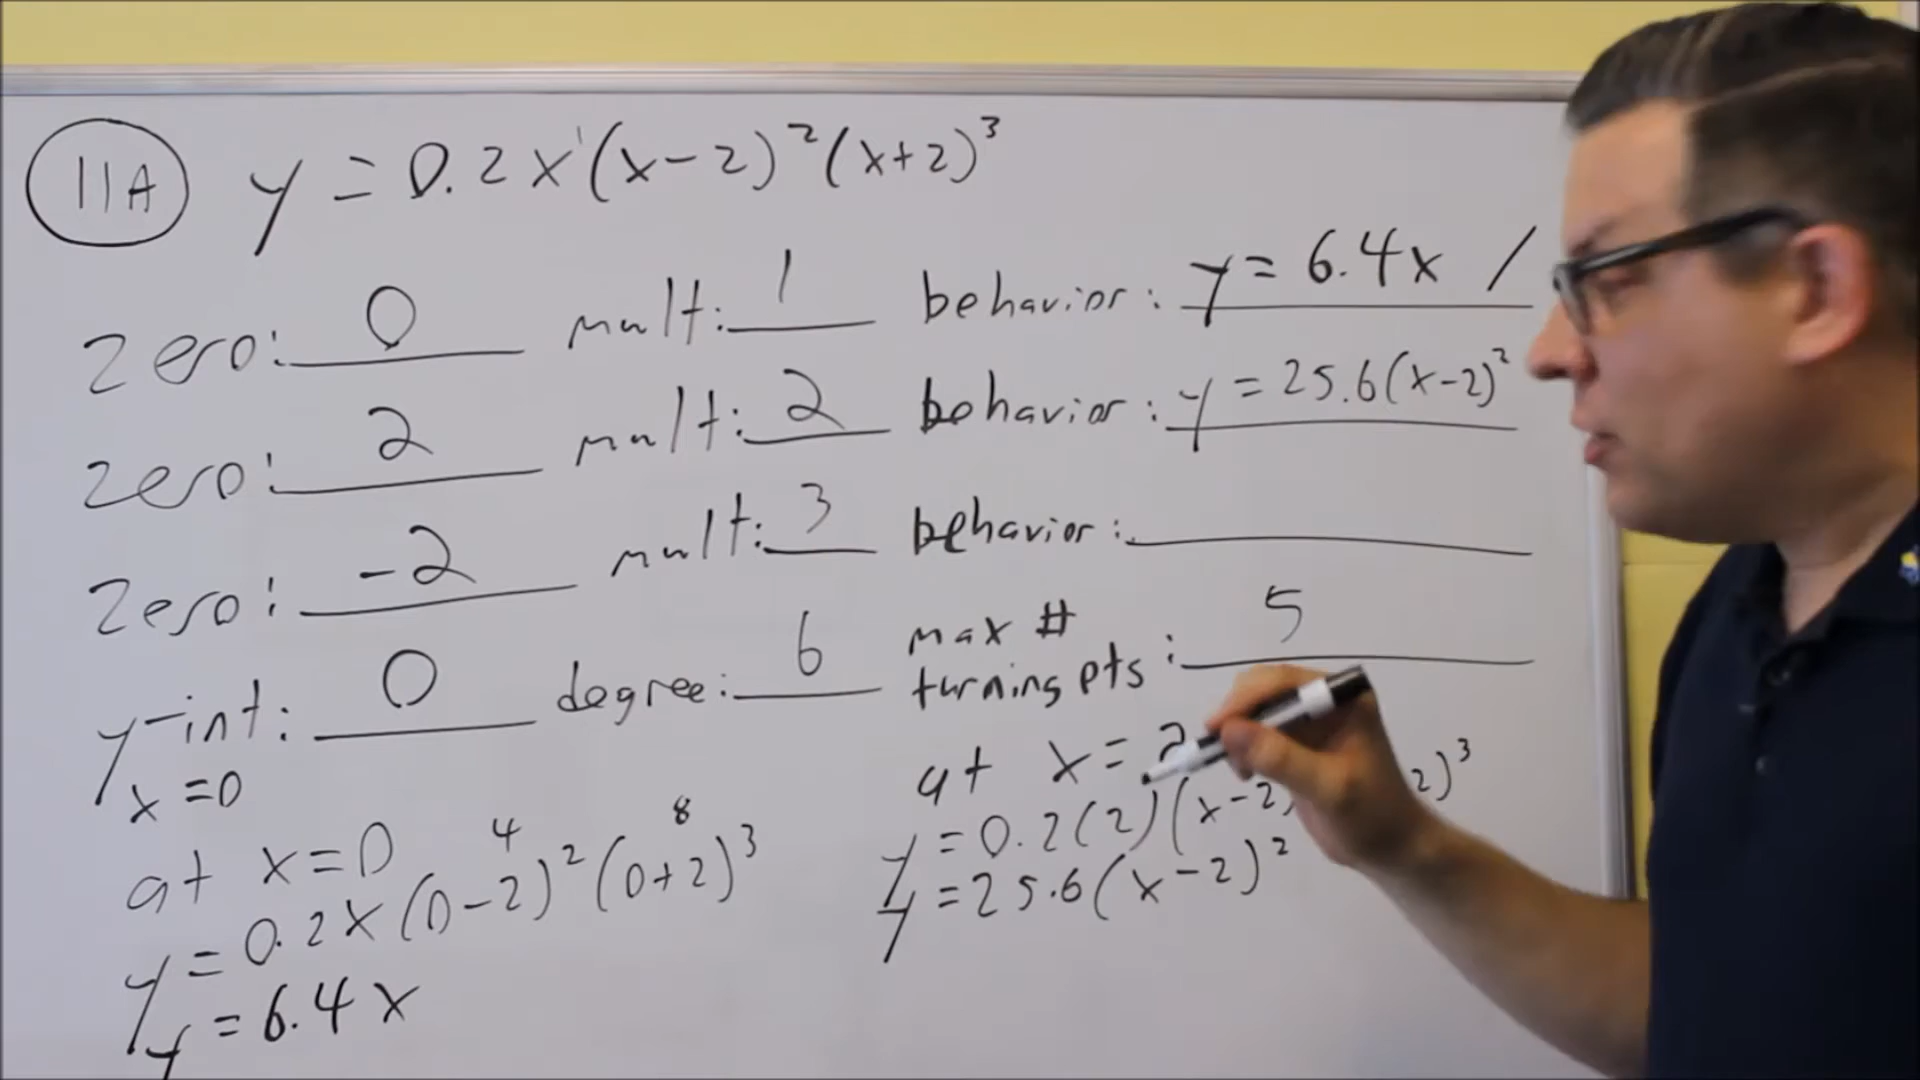 11A y = 0.2x¹(x-2)²(x+2)³
zero: 0 mult: 1 behavior: y = 6.4x /
zero: 2 mult: 2 behavior: y = 25.6(x-2)²
zero: -2 mult: 3 behavior:
y-int: 0 degree: 6 max # turning pts: 5
x=0
at x=0
4 8
y = 0.2x(0-2)²(0+2)³
y = 6.4x
at x=2
y = 0.2(2)(x-2) 2)³
y = 25.6(x-2)²